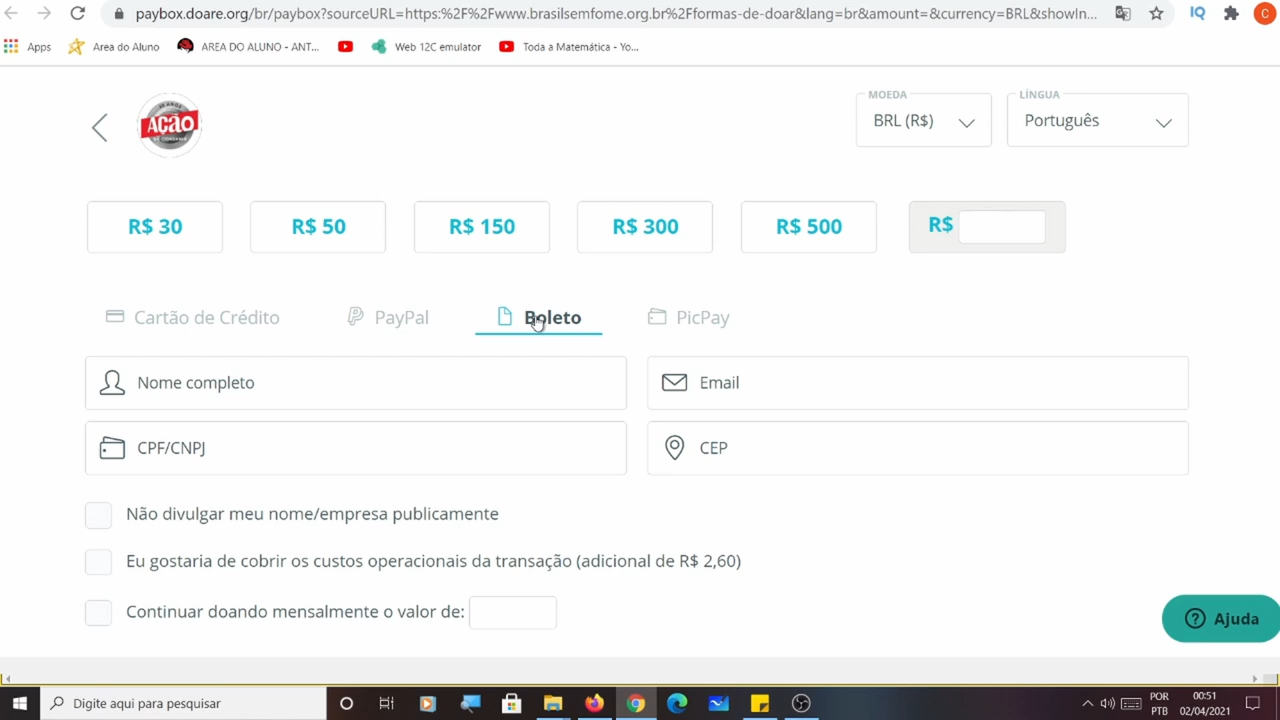 paybox.doare.org/br/paybox?sourceURL=https:%2F%2Fwww.brasilsemfome.org.br%2Fformas-de-doar&lang=br&amount=&currency=BRL&showIn...
IQ
C
Apps
Area do Aluno
AREA DO ALUNO - ANT...
Web 12C emulator
Toda a Matemática - Yo...
Ação
MOEDA
BRL (R$)
LÍNGUA
Português
R$ 30
R$ 50
R$ 150
R$ 300
R$ 500
R$
Cartão de Crédito
PayPal
Boleto
PicPay
Nome completo
Email
CPF/CNPJ
CEP
Não divulgar meu nome/empresa publicamente
Eu gostaria de cobrir os custos operacionais da transação (adicional de R$ 2,60)
Continuar doando mensalmente o valor de:
Ajuda
Digite aqui para pesquisar
POR
PTB
00:51
02/04/2021